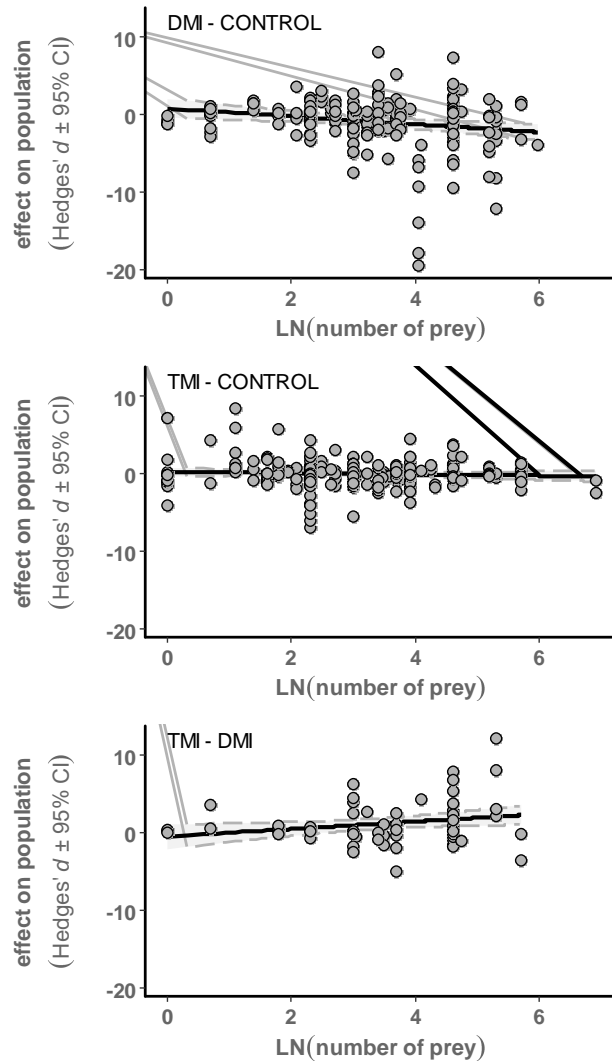 DMI - CONTROL
10
0
-10
-20
effect on population
(Hedges' d ± 95% CI)
0 2 4 6
LN(number of prey)
TMI - CONTROL
10
0
-10
-20
effect on population
(Hedges' d ± 95% CI)
0 2 4 6
LN(number of prey)
TMI - DMI
10
0
-10
-20
effect on population
(Hedges' d ± 95% CI)
0 2 4 6
LN(number of prey)